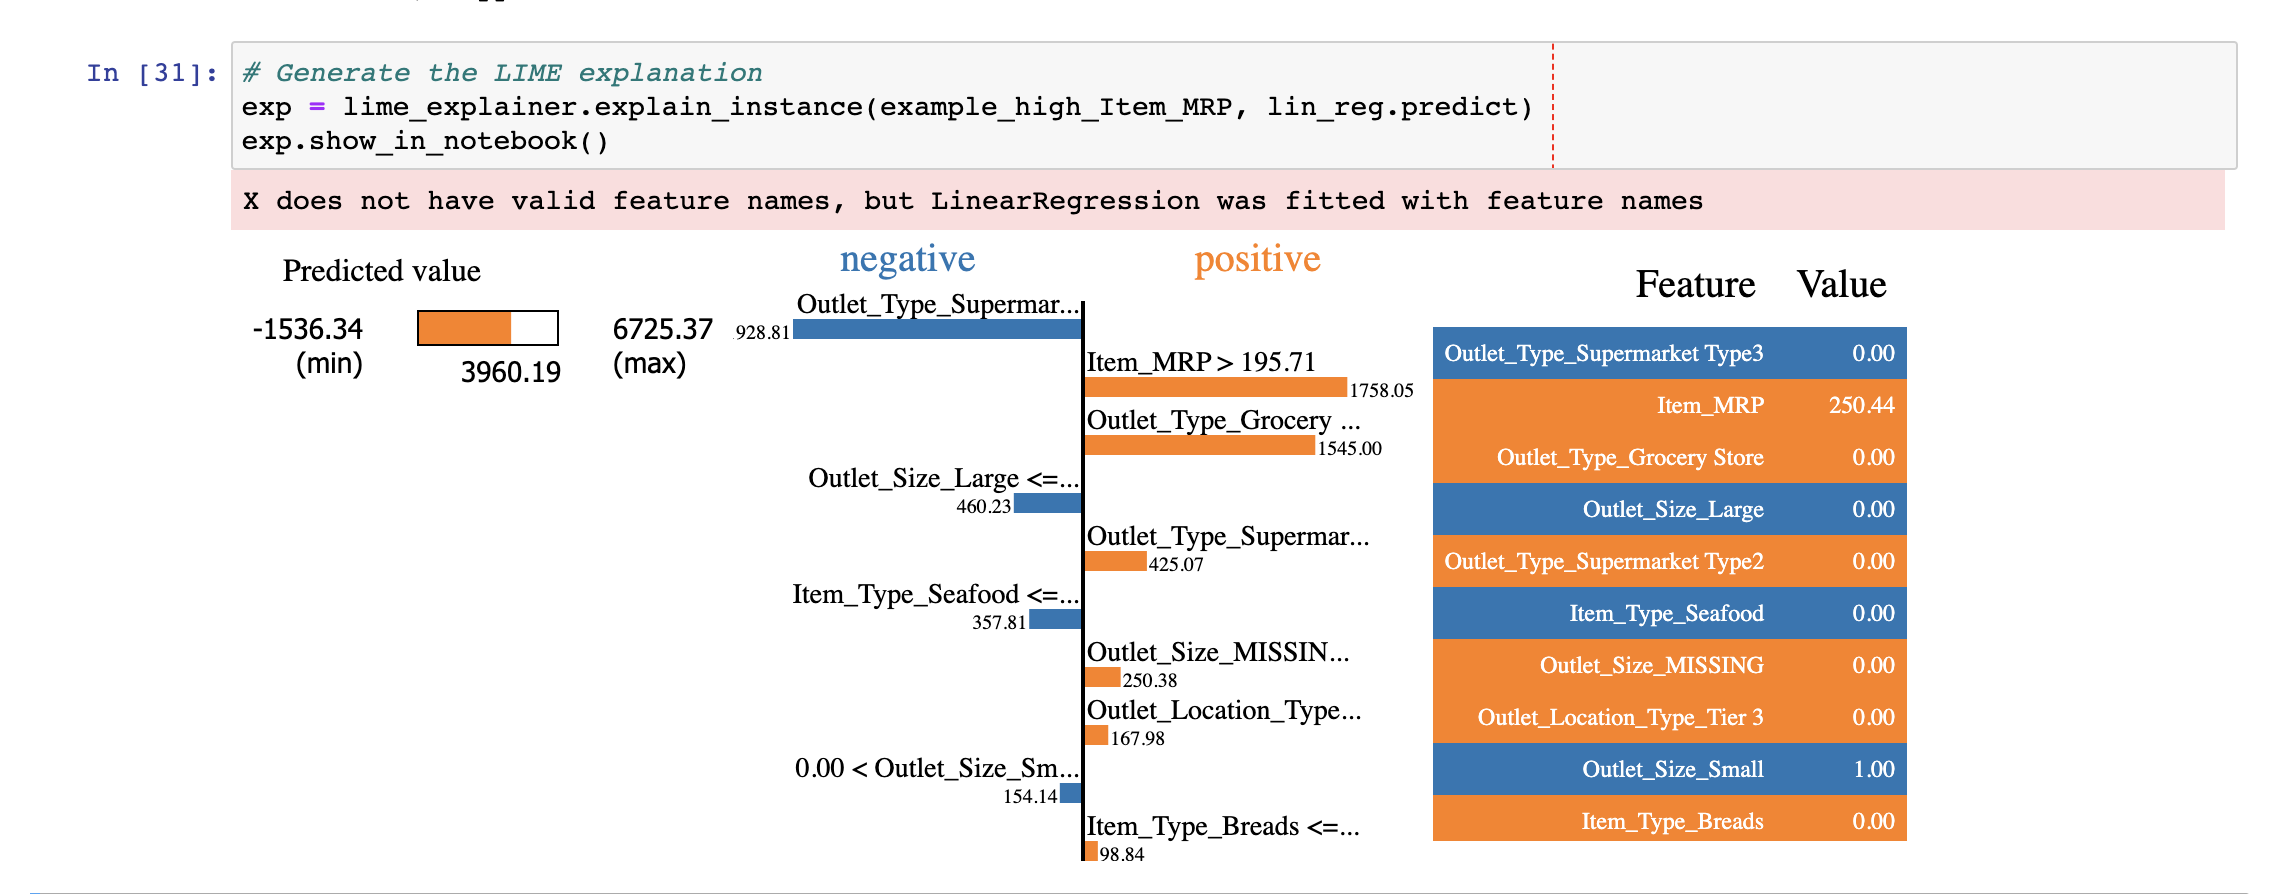 In [31]:
# Generate the LIME explanation
exp = lime_explainer.explain_instance(example_high_Item_MRP, lin_reg.predict)
exp.show_in_notebook()
X does not have valid feature names, but LinearRegression was fitted with feature names
Predicted value
-1536.34
(min)
3960.19
6725.37
(max)
negative
positive
Outlet_Type_Supermar...
928.81
Item_MRP > 195.71
1758.05
Outlet_Type_Grocery ...
1545.00
Outlet_Size_Large <=...
460.23
Outlet_Type_Supermar...
425.07
Item_Type_Seafood <=...
357.81
Outlet_Size_MISSIN...
250.38
Outlet_Location_Type...
167.98
0.00 < Outlet_Size_Sm...
154.14
Item_Type_Breads <=...
98.84
Feature Value
Outlet_Type_Supermarket Type3 0.00
Item_MRP 250.44
Outlet_Type_Grocery Store 0.00
Outlet_Size_Large 0.00
Outlet_Type_Supermarket Type2 0.00
Item_Type_Seafood 0.00
Outlet_Size_MISSING 0.00
Outlet_Location_Type_Tier 3 0.00
Outlet_Size_Small 1.00
Item_Type_Breads 0.00